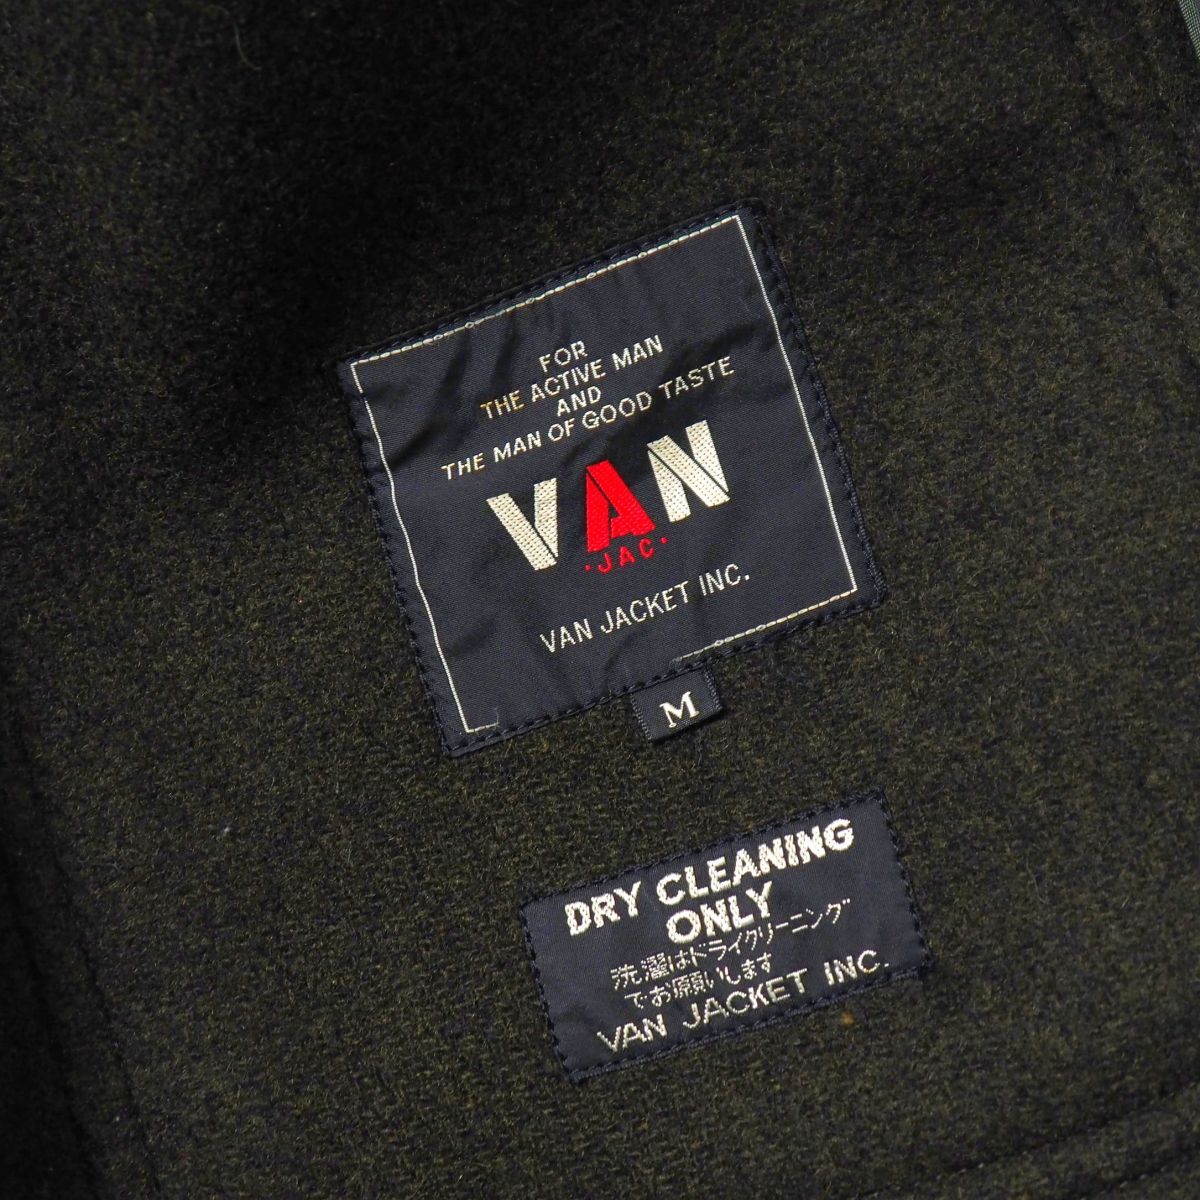 FOR
THE ACTIVE MAN
AND
THE MAN OF GOOD TASTE
VAN
·JAC·
VAN JACKET INC.
M
DRY CLEANING
ONLY
洗濯はドライクリーニング
でお願いします
VAN JACKET INC.